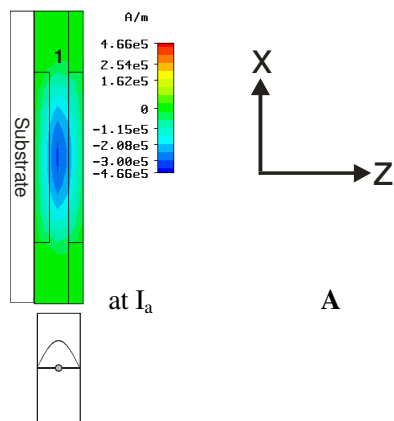 A/m
4.66e5
2.54e5
1.62e5
0
-1.15e5
-2.08e5
-3.00e5
-4.66e5
1
Substrate
X
Z
at Iₐ
A